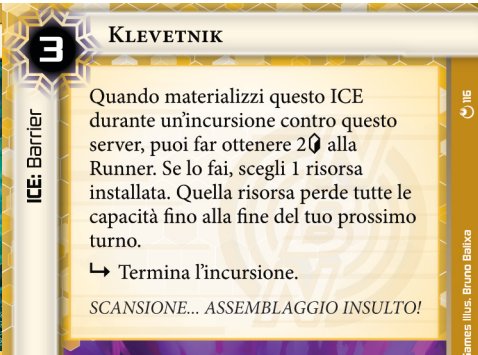 3
KLEVETNIK
ICE: Barrier
Quando materializzi questo ICE
durante un'incursione contro questo
server, puoi far ottenere 2 alla
Runner. Se lo fai, scegli 1 risorsa
installata. Quella risorsa perde tutte le
capacità fino alla fine del tuo prossimo
turno.
↳ Termina l'incursione.
SCANSIONE... ASSEMBLAGGIO INSULTO!
116
Games Illus. Bruno Balixa